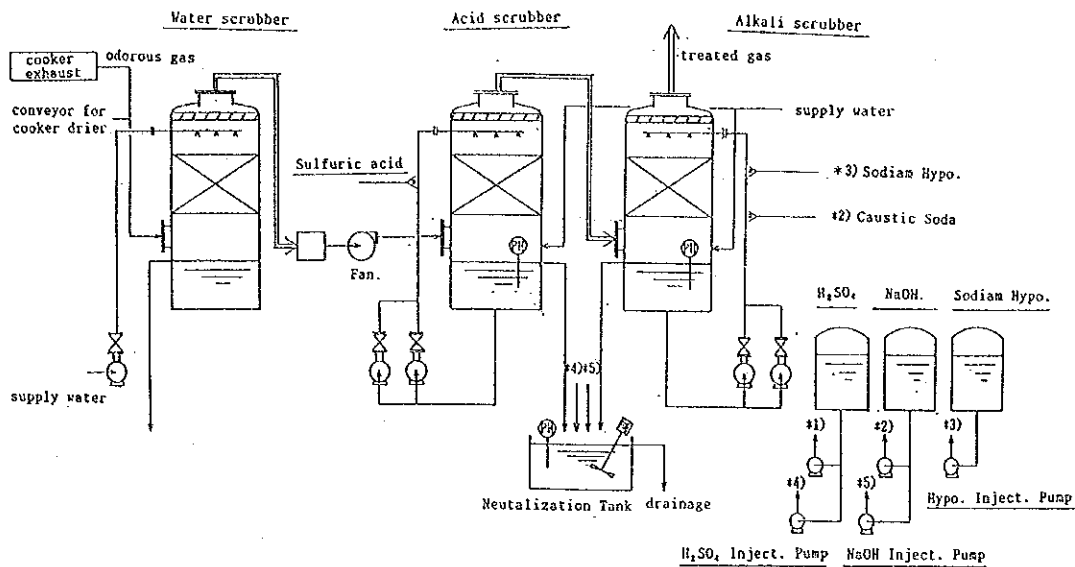 Water scrubber
Acid scrubber
Alkali scrubber
cooker
exhaust
odorous gas
treated gas
conveyor for
cooker drier
supply water
Sulfuric acid
*3) Sodiam Hypo.
*2) Caustic Soda
PH
PH
Fan.
H₂SO₄
NaOH.
Sodiam Hypo.
supply water
*4)
*5)
PH
*1)
*2)
*3)
Neutalization Tank
drainage
*4)
*5)
Hypo. Inject. Pump
H₂SO₄ Inject. Pump
NaOH Inject. Pump